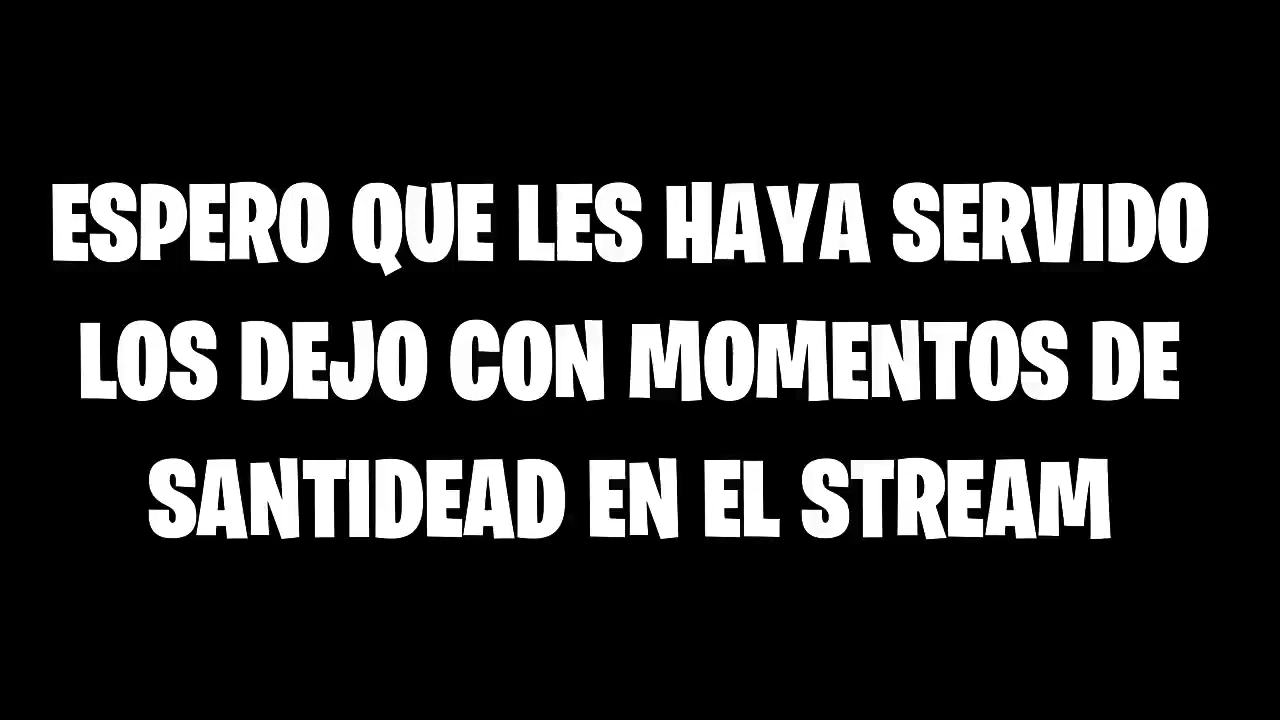 ESPERO QUE LES HAYA SERVIDO
LOS DEJO CON MOMENTOS DE
SANTIDEAD EN EL STREAM